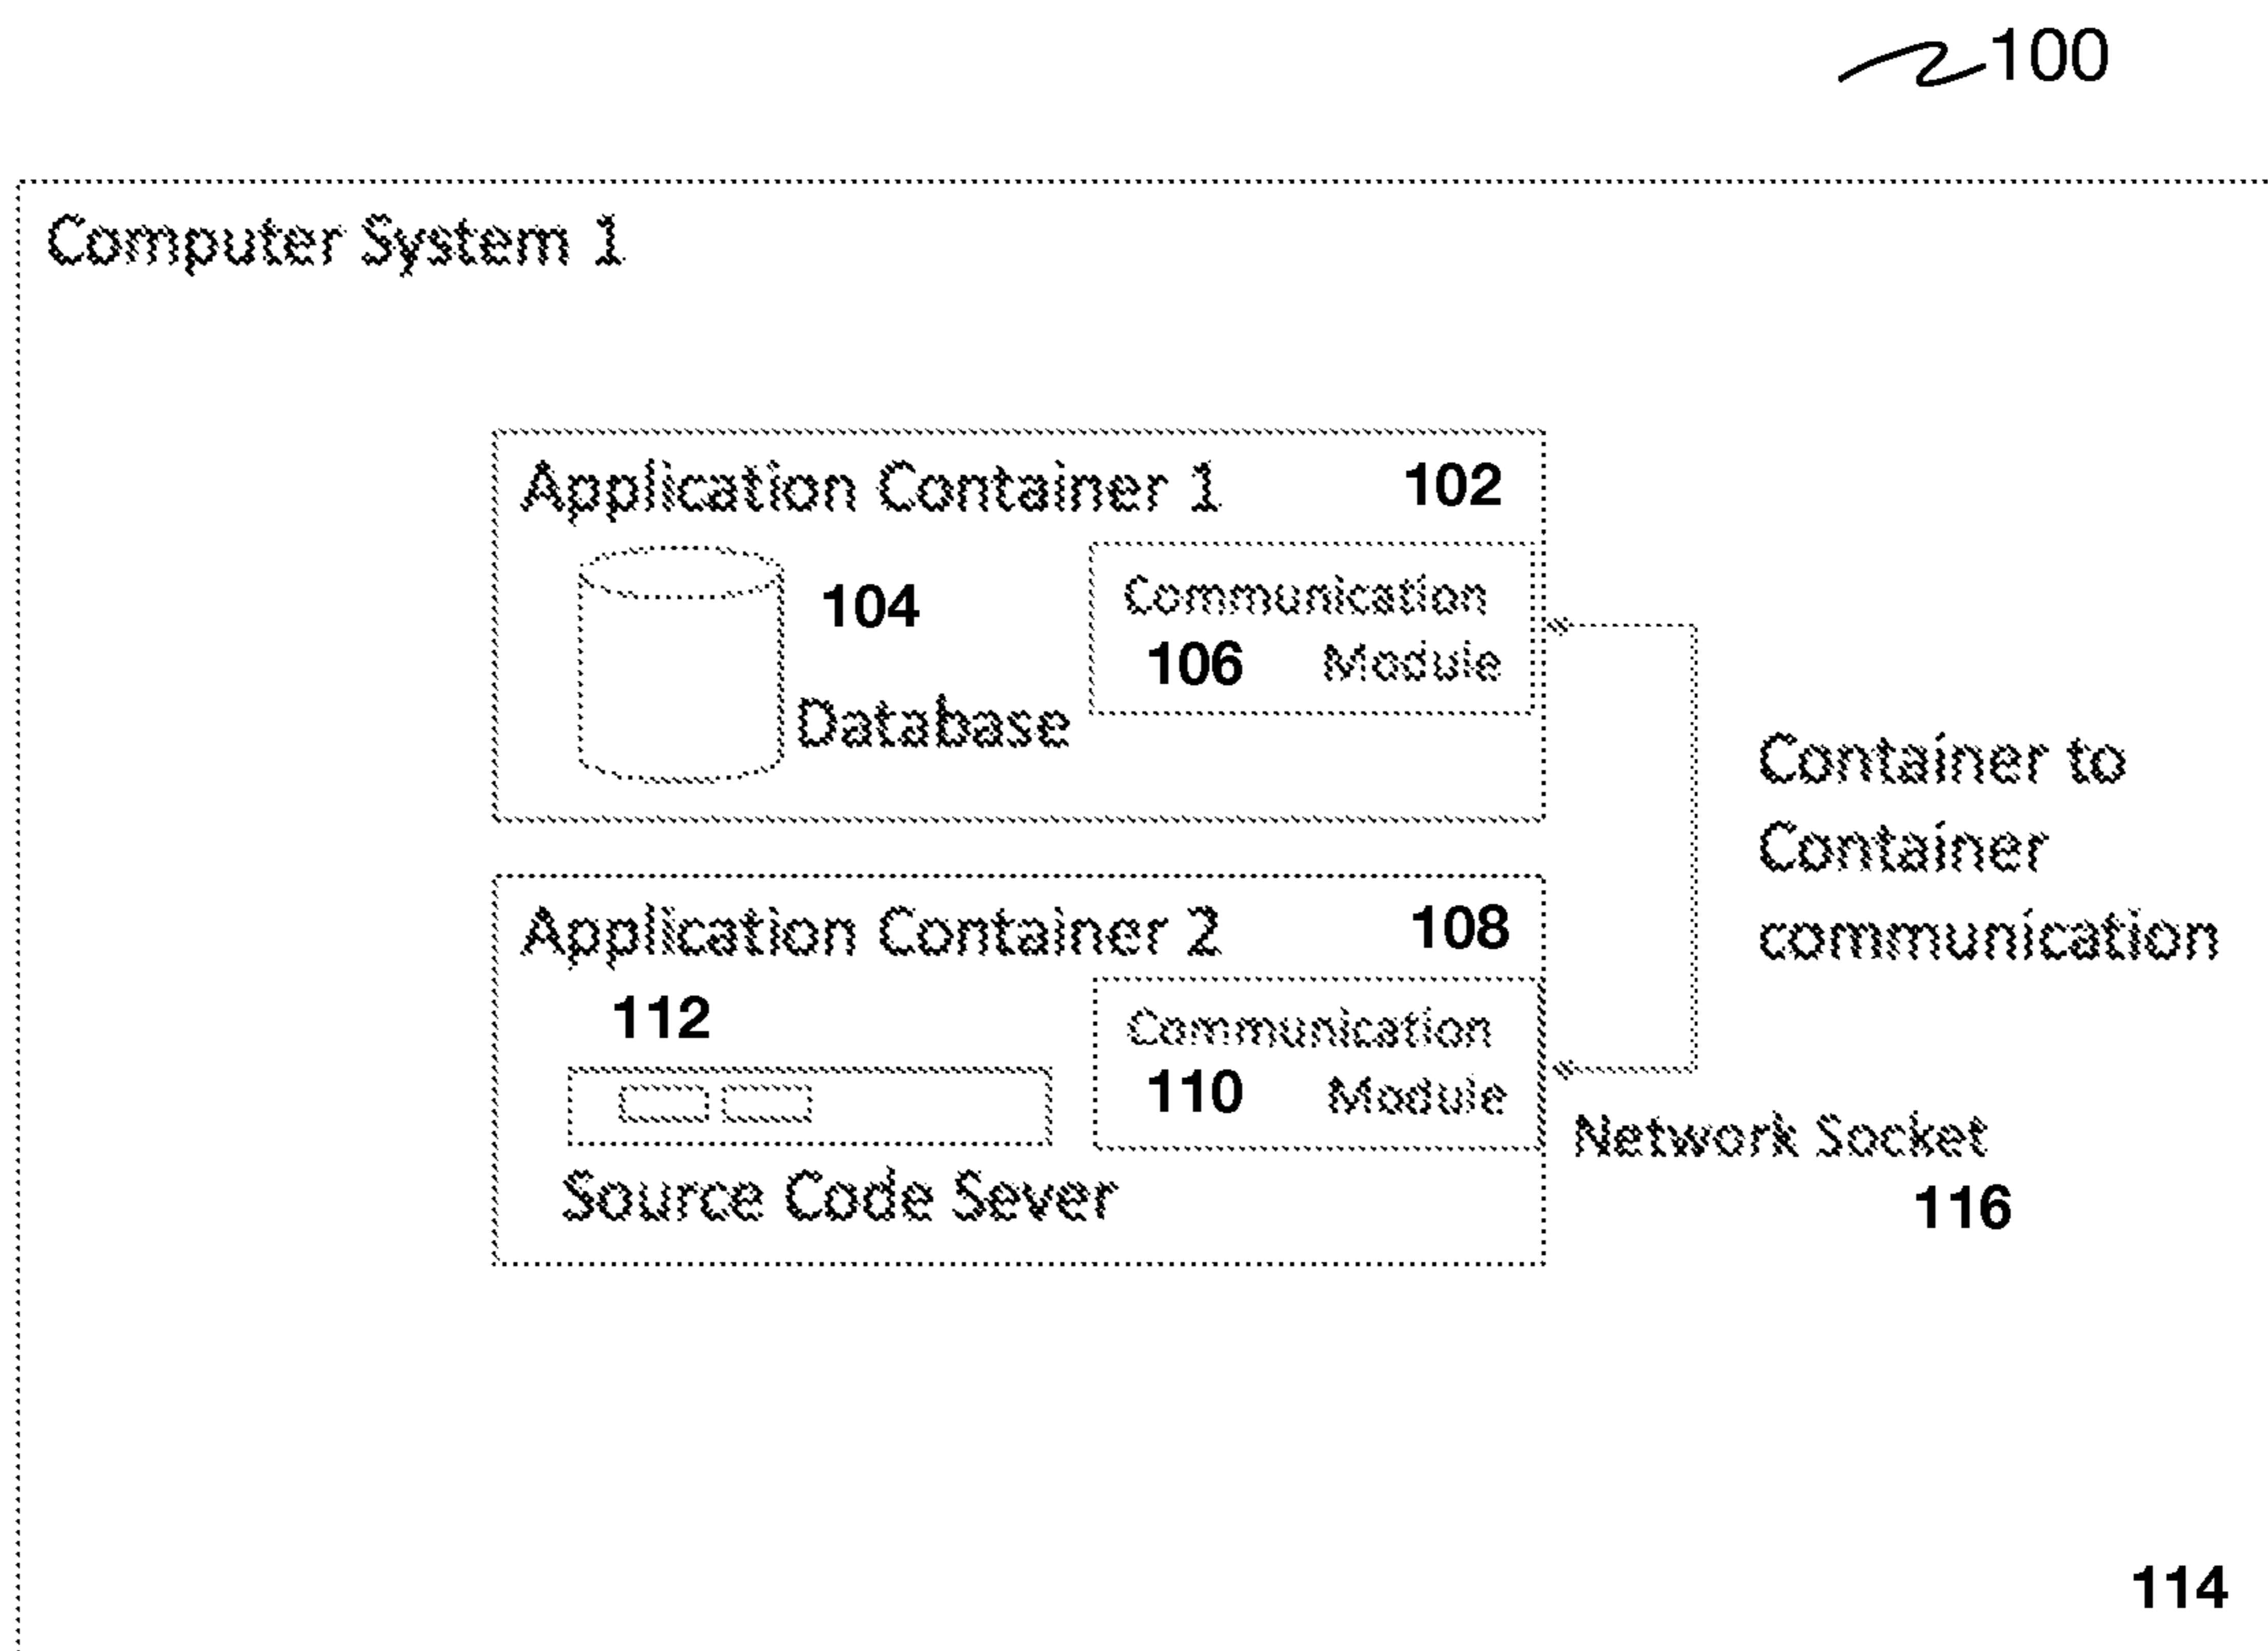 100
Computer System 1
Application Container 1 102
104
Communication
106 Module
Database
Container to
Container
communication
Application Container 2 108
112
Communication
110 Module
Source Code Sever
Network Socket
116
114